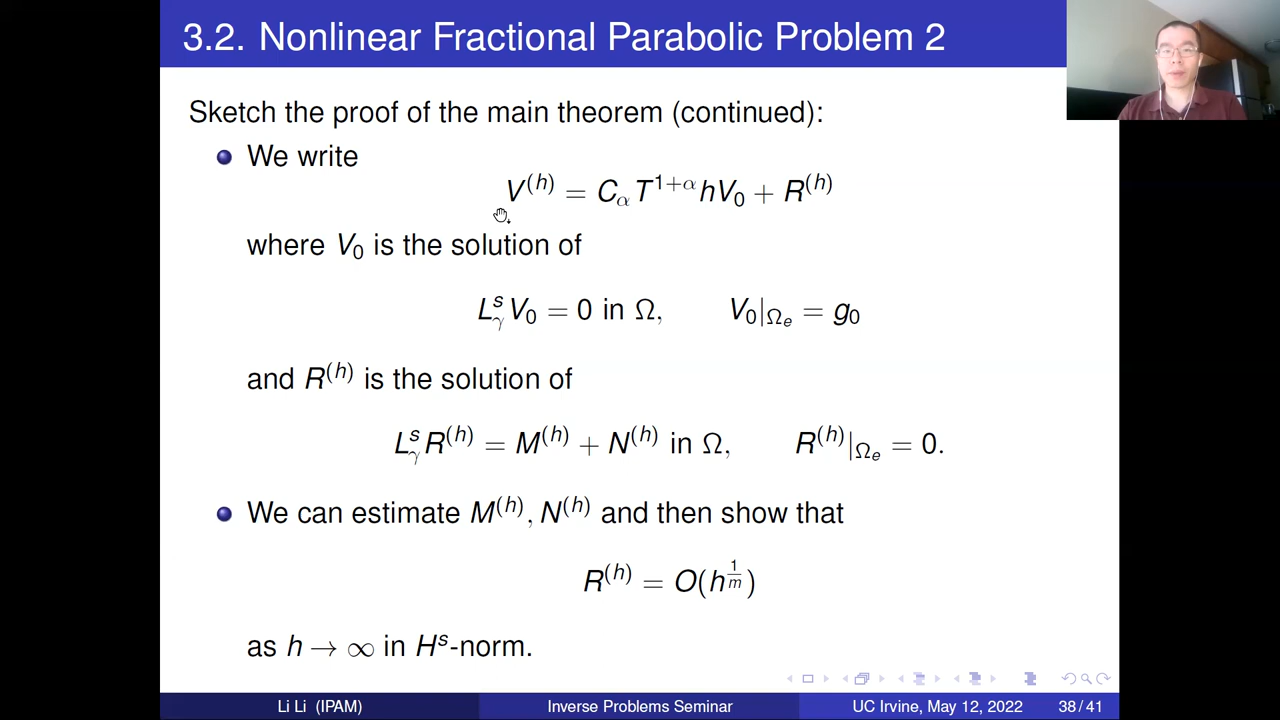 3.2. Nonlinear Fractional Parabolic Problem 2
Sketch the proof of the main theorem (continued):
We write
V^{(h)} = C_α T^{1+α} hV_0 + R^{(h)}
where V_0 is the solution of
L^s_γ V_0 = 0 in Ω, V_0|_{Ω_e} = g_0
and R^{(h)} is the solution of
L^s_γ R^{(h)} = M^{(h)} + N^{(h)} in Ω, R^{(h)}|_{Ω_e} = 0.
We can estimate M^{(h)}, N^{(h)} and then show that
R^{(h)} = O(h^{\frac{1}{m}})
as h → ∞ in H^s-norm.
Li Li (IPAM) Inverse Problems Seminar UC Irvine, May 12, 2022 38 / 41